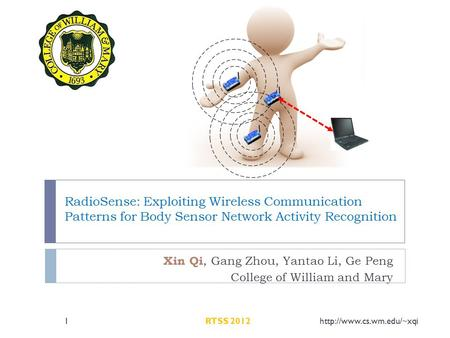 COLLEGE OF WILLIAM & MARY
1693
RadioSense: Exploiting Wireless Communication
Patterns for Body Sensor Network Activity Recognition
Xin Qi, Gang Zhou, Yantao Li, Ge Peng
College of William and Mary
1 RTSS 2012 http://www.cs.wm.edu/~xqi